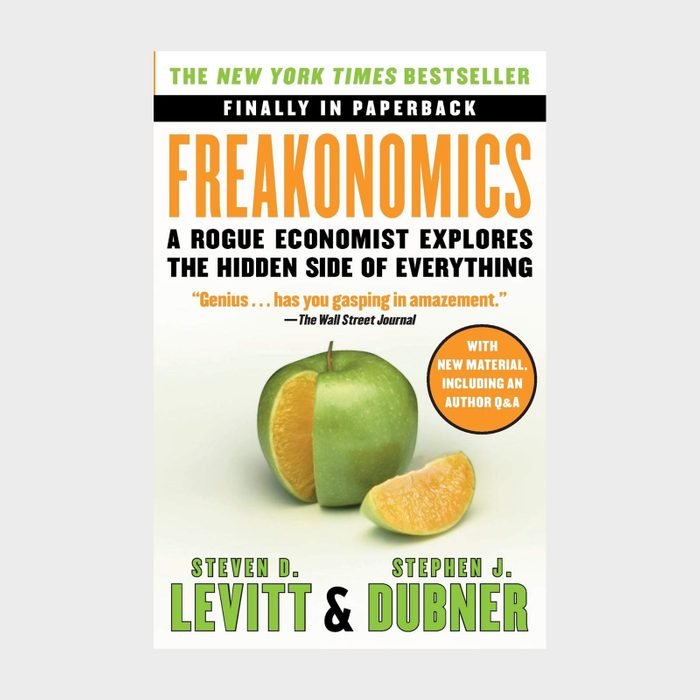 THE NEW YORK TIMES BESTSELLER
FINALLY IN PAPERBACK
FREAKONOMICS
A ROGUE ECONOMIST EXPLORES
THE HIDDEN SIDE OF EVERYTHING
“Genius . . . has you gasping in amazement.”
—The Wall Street Journal
WITH
NEW MATERIAL,
INCLUDING AN
AUTHOR Q&A
STEVEN D.
LEVITT &
STEPHEN J.
DUBNER